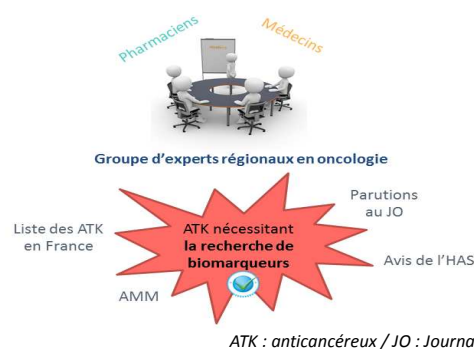 Pharmaciens
Médecins
Groupe d'experts régionaux en oncologie
Parutions
au JO
Liste des ATK
en France
ATK nécessitant
la recherche de
biomarqueurs
Avis de l'HAS
AMM
ATK : anticancéreux / JO : Journa